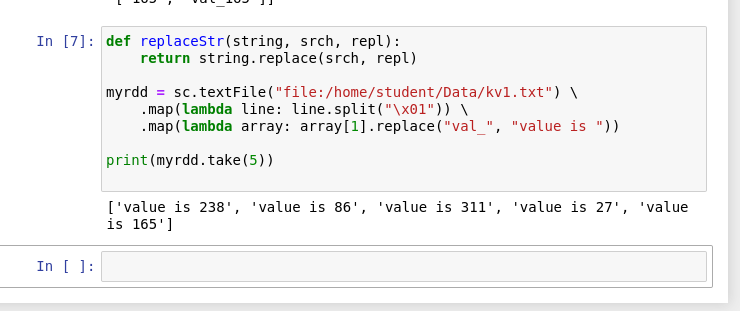 ['165', 'val_165']]
In [7]: def replaceStr(string, srch, repl):
    return string.replace(srch, repl)
myrdd = sc.textFile("file:/home/student/Data/kv1.txt") \
    .map(lambda line: line.split("\x01")) \
    .map(lambda array: array[1].replace("val_", "value is "))
print(myrdd.take(5))
['value is 238', 'value is 86', 'value is 311', 'value is 27', 'value
is 165']
In [ ]: